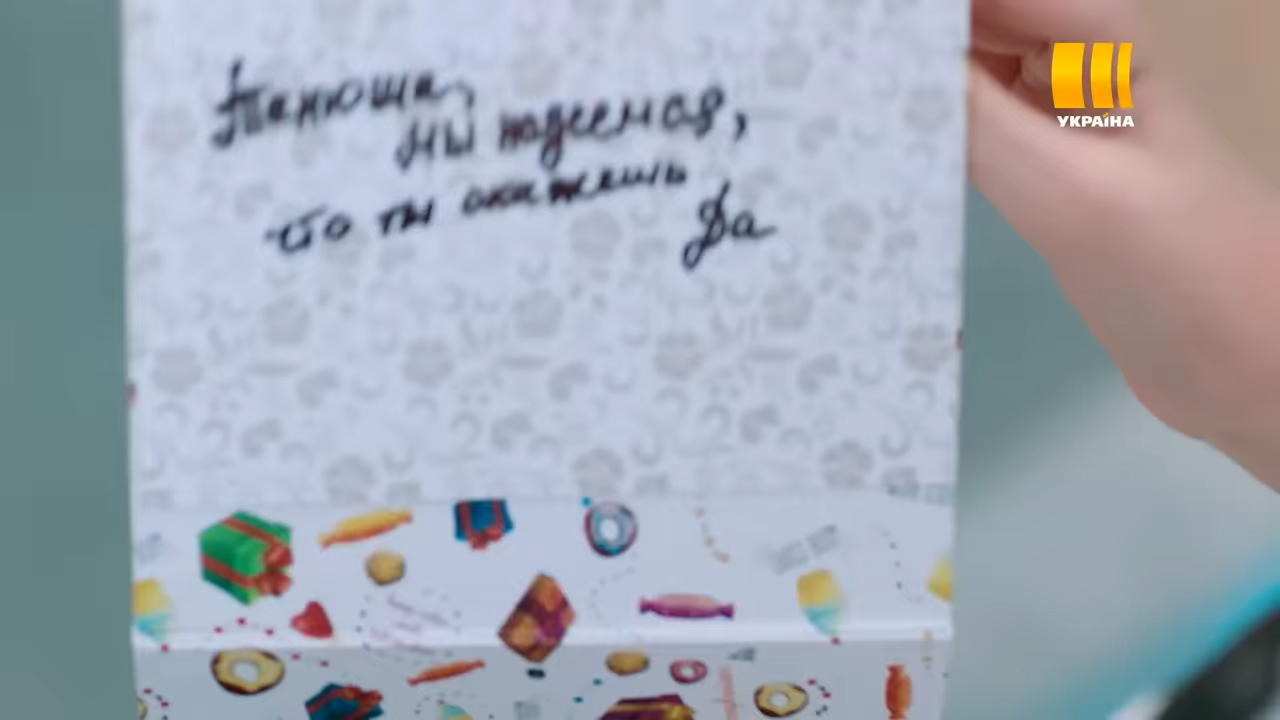 Танюша,
мы надеемся,
что ты скажешь
Да
УКРАЇНА